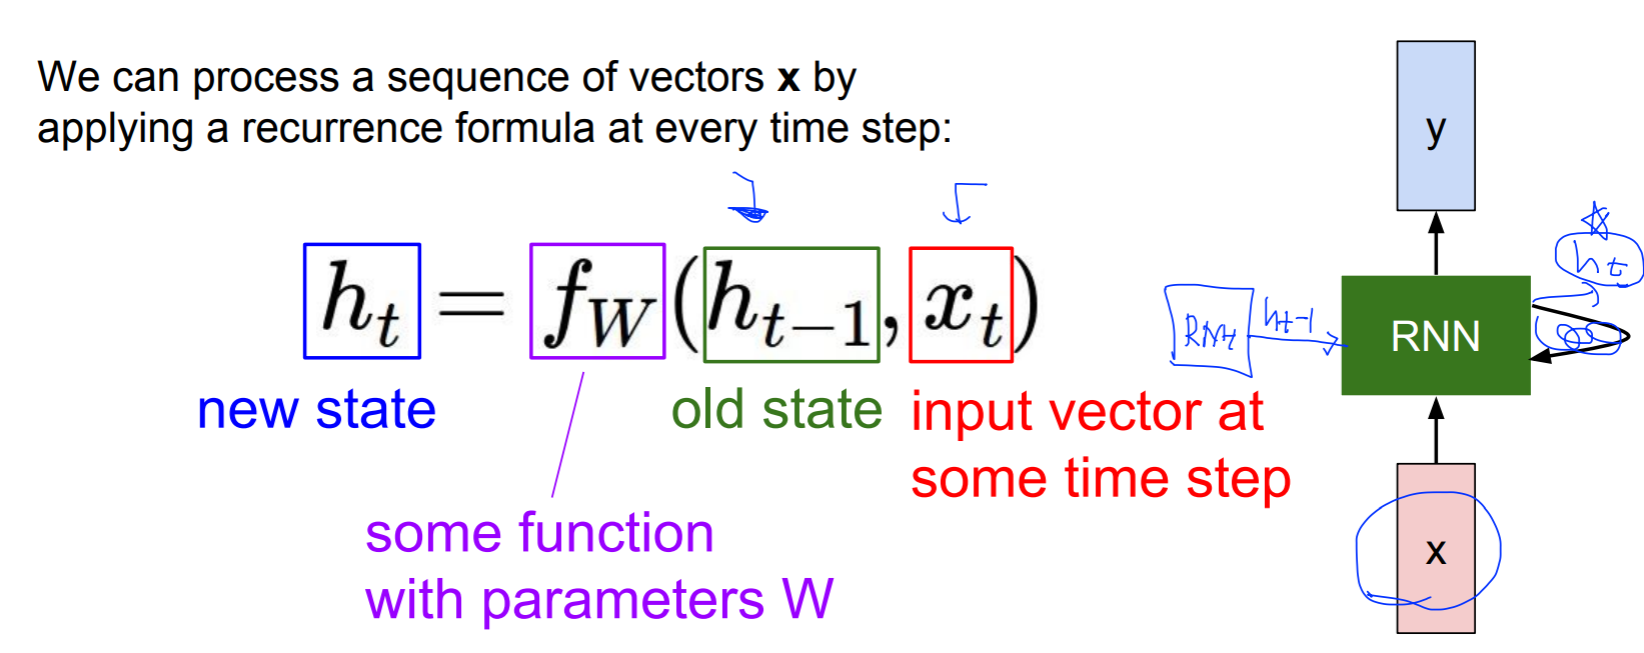 We can process a sequence of vectors x by
applying a recurrence formula at every time step:
h_t = f_W(h_{t-1}, x_t)
new state
old state
input vector at
some time step
some function
with parameters W
y
h_t
RNN
h_{t-1}
RNN
x